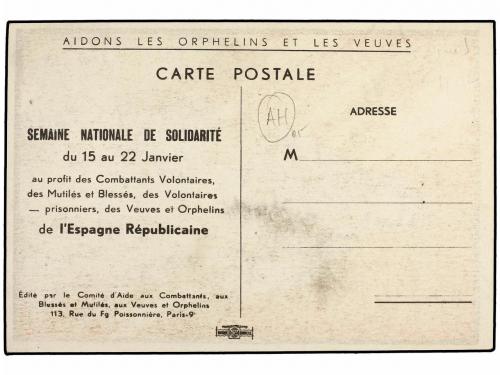 AIDONS LES ORPHELINS ET LES VEUVES
CARTE POSTALE
SEMAINE NATIONALE DE SOLIDARITÉ
du 15 au 22 Janvier
au profit des Combattants Volontaires,
des Mutilés et Blessés, des Volontaires
— prisonniers, des Veuves et Orphelins
de l'Espagne Républicaine
Édité par le Comité d'Aide aux Combattants, aux
Blessés et Mutilés, aux Veuves et Orphelins
113, Rue du Fg Poissonnière, Paris-9e
AH
ADRESSE
M